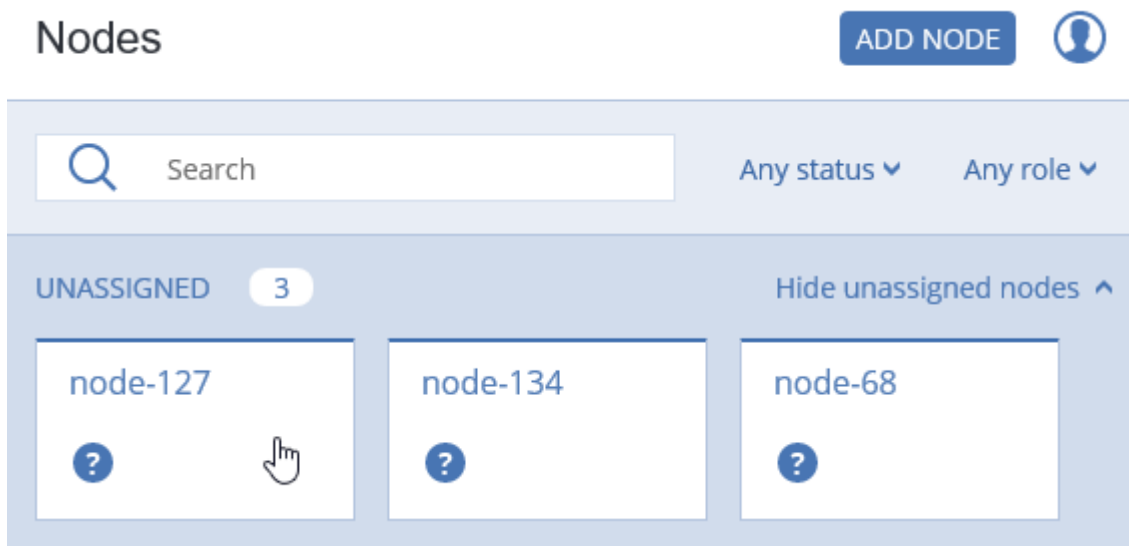 Nodes ADD NODE
Search Any status Any role
UNASSIGNED 3 Hide unassigned nodes
node-127 node-134 node-68
? ? ?